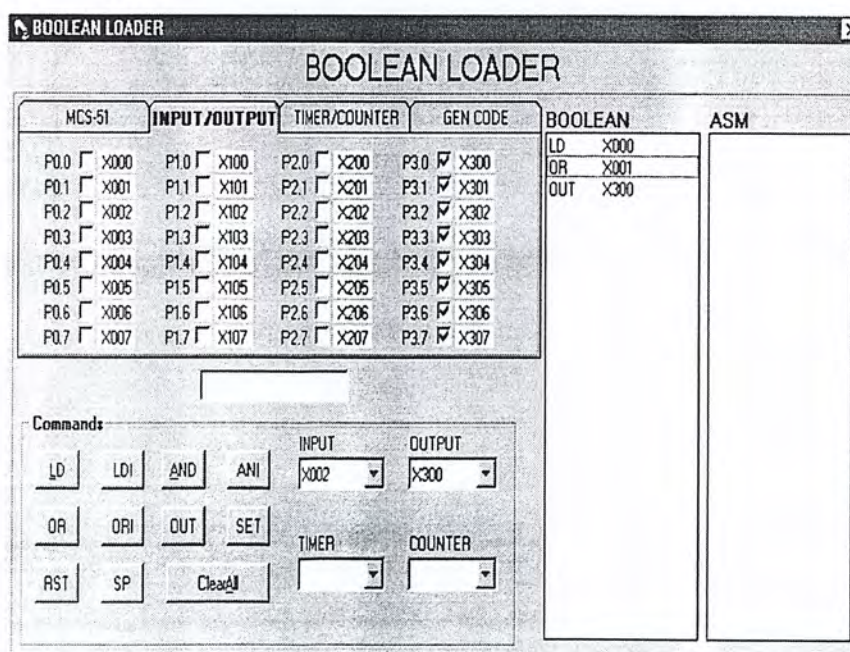 BOOLEAN LOADER
BOOLEAN LOADER
MCS-51 INPUT/OUTPUT TIMER/COUNTER GEN CODE
P0.0 X000 P1.0 X100 P2.0 X200 P3.0 X300
P0.1 X001 P1.1 X101 P2.1 X201 P3.1 X301
P0.2 X002 P1.2 X102 P2.2 X202 P3.2 X302
P0.3 X003 P1.3 X103 P2.3 X203 P3.3 X303
P0.4 X004 P1.4 X104 P2.4 X204 P3.4 X304
P0.5 X005 P1.5 X105 P2.5 X205 P3.5 X305
P0.6 X006 P1.6 X106 P2.6 X206 P3.6 X306
P0.7 X007 P1.7 X107 P2.7 X207 P3.7 X307
BOOLEAN ASM
LD X000
OR X001
OUT X300
Commands
LD LDI AND ANI
OR ORI OUT SET
RST SP ClearAll
INPUT OUTPUT
X002 X300
TIMER COUNTER